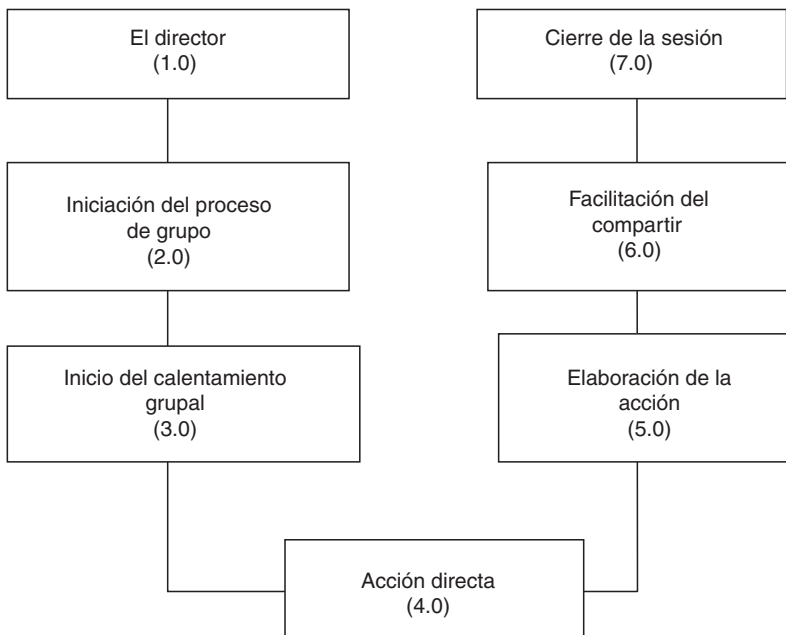 El director
(1.0)
Iniciación del proceso
de grupo
(2.0)
Inicio del calentamiento
grupal
(3.0)
Acción directa
(4.0)
Elaboración de la
acción
(5.0)
Facilitación del
compartir
(6.0)
Cierre de la sesión
(7.0)